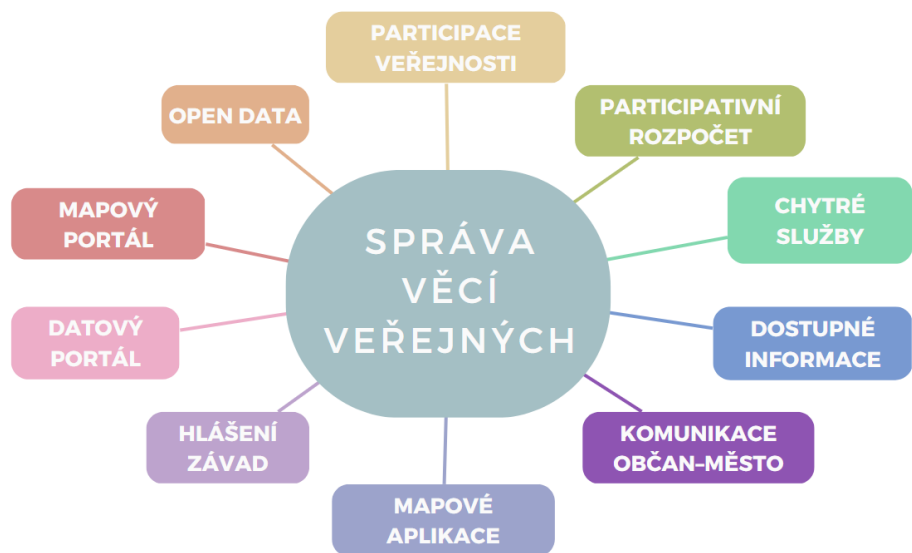 PARTICIPACE
VEŘEJNOSTI
OPEN DATA
PARTICIPATIVNÍ
ROZPOČET
MAPOVÝ
PORTÁL
CHYTRÉ
SLUŽBY
SPRÁVA
VĚCÍ
VEŘEJNÝCH
DATOVÝ
PORTÁL
DOSTUPNÉ
INFORMACE
HLÁŠENÍ
ZÁVAD
KOMUNIKACE
OBČAN–MĚSTO
MAPOVÉ
APLIKACE